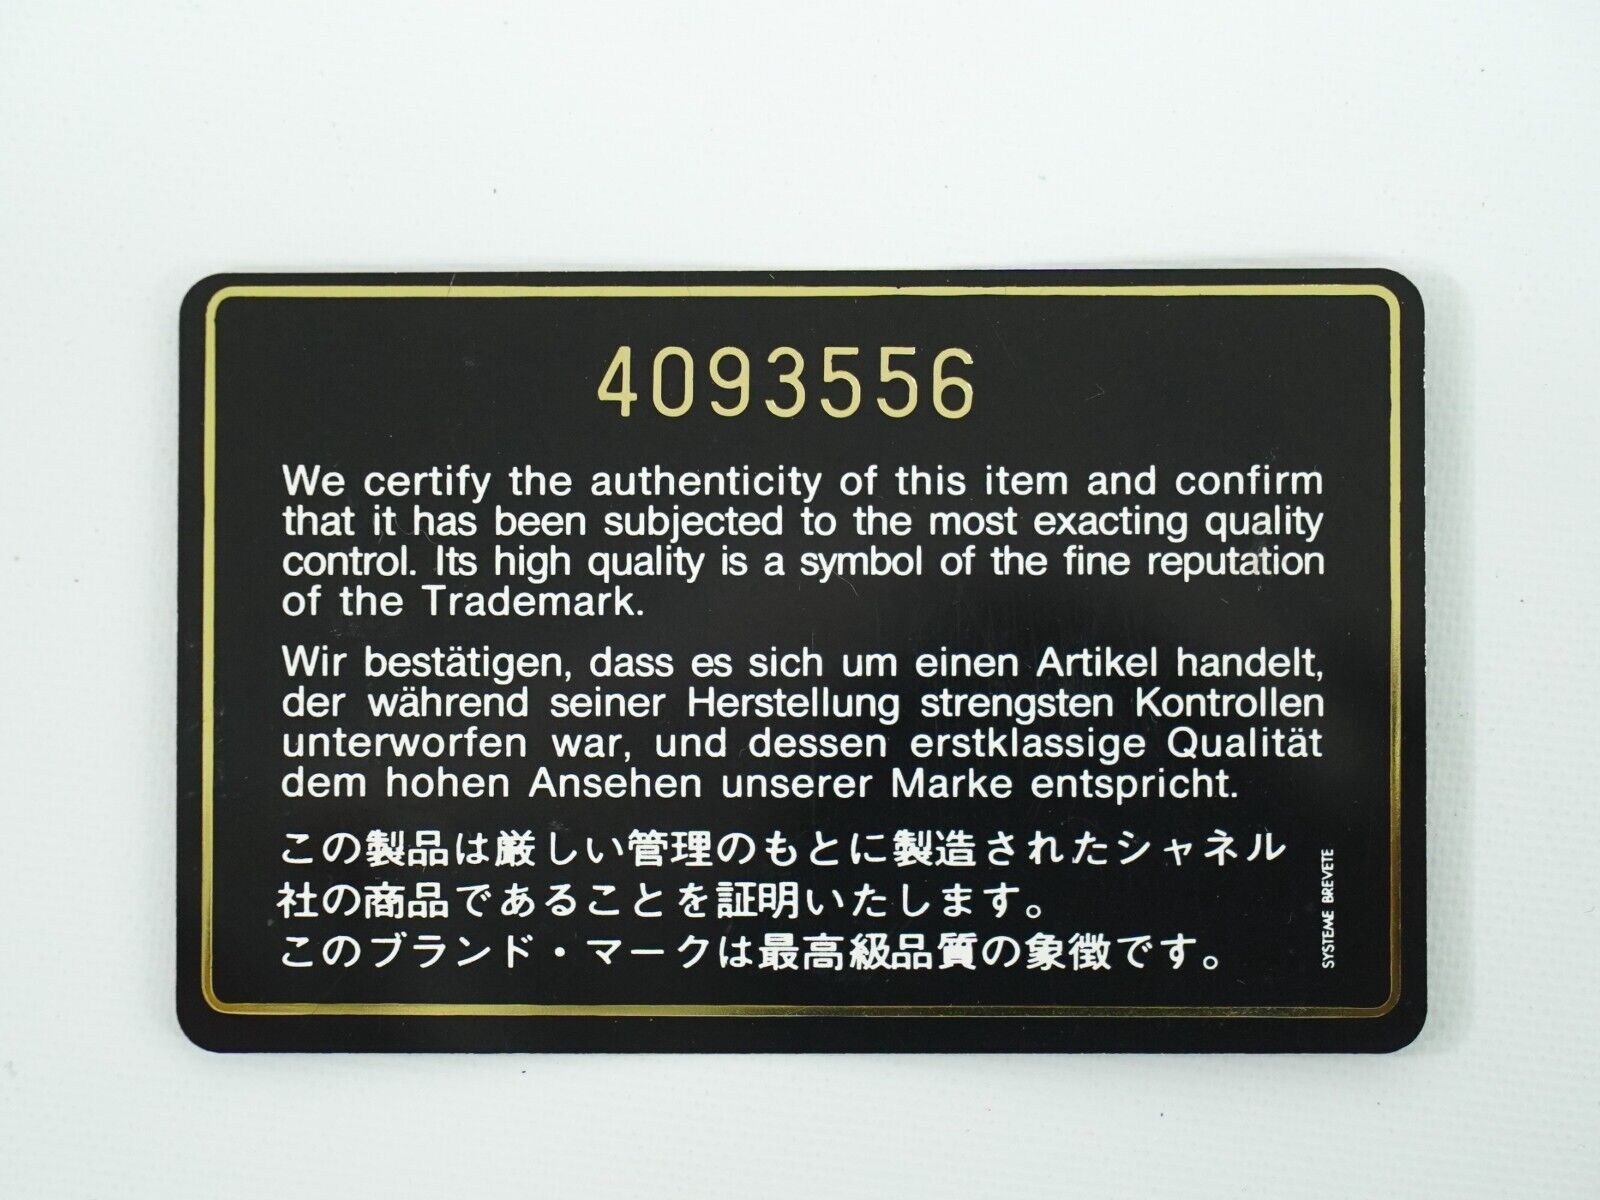 4093556
We certify the authenticity of this item and confirm
that it has been subjected to the most exacting quality
control. Its high quality is a symbol of the fine reputation
of the Trademark.
Wir bestätigen, dass es sich um einen Artikel handelt,
der während seiner Herstellung strengsten Kontrollen
unterworfen war, und dessen erstklassige Qualität
dem hohen Ansehen unserer Marke entspricht.
この製品は厳しい管理のもとに製造されたシャネル
社の商品であることを証明いたします。
このブランド・マークは最高級品質の象徴です。
SYSTEME BREVETE